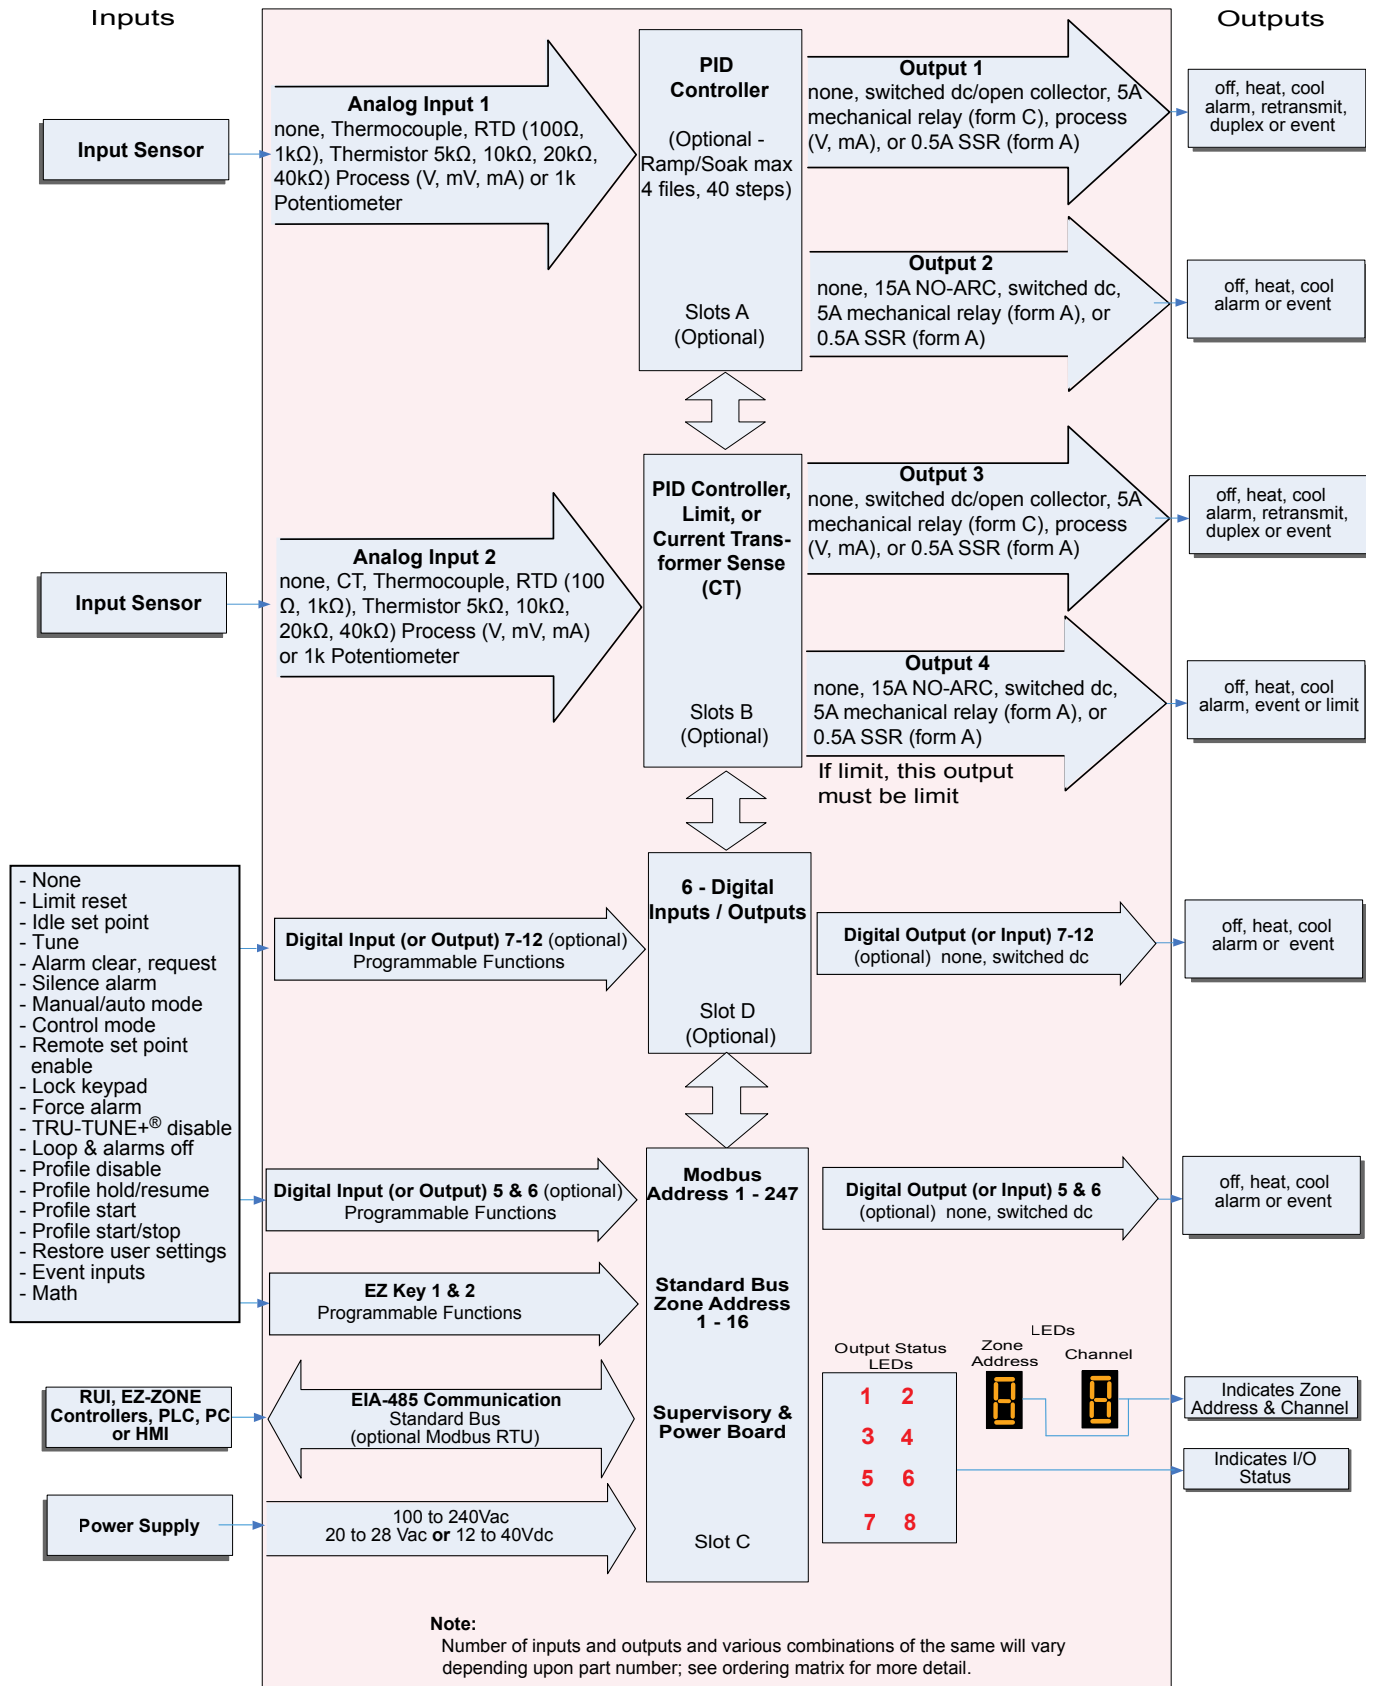 Inputs
Outputs
Input Sensor
Analog Input 1
none, Thermocouple, RTD (100Ω,
1kΩ), Thermistor 5kΩ, 10kΩ, 20kΩ,
40kΩ) Process (V, mV, mA) or 1k
Potentiometer
PID
Controller
(Optional -
Ramp/Soak max
4 files, 40 steps)
Slots A
(Optional)
Output 1
none, switched dc/open collector, 5A
mechanical relay (form C), process
(V, mA), or 0.5A SSR (form A)
off, heat, cool
alarm, retransmit,
duplex or event
Output 2
none, 15A NO-ARC, switched dc,
5A mechanical relay (form A), or
0.5A SSR (form A)
off, heat, cool
alarm or event
Input Sensor
Analog Input 2
none, CT, Thermocouple, RTD (100
Ω, 1kΩ), Thermistor 5kΩ, 10kΩ,
20kΩ, 40kΩ) Process (V, mV, mA)
or 1k Potentiometer
PID Controller,
Limit, or
Current Trans-
former Sense
(CT)
Slots B
(Optional)
Output 3
none, switched dc/open collector, 5A
mechanical relay (form C), process
(V, mA), or 0.5A SSR (form A)
off, heat, cool
alarm, retransmit,
duplex or event
Output 4
none, 15A NO-ARC, switched dc,
5A mechanical relay (form A), or
0.5A SSR (form A)
If limit, this output
must be limit
off, heat, cool
alarm, event or limit
- None
- Limit reset
- Idle set point
- Tune
- Alarm clear, request
- Silence alarm
- Manual/auto mode
- Control mode
- Remote set point
enable
- Lock keypad
- Force alarm
- TRU-TUNE+® disable
- Loop & alarms off
- Profile disable
- Profile hold/resume
- Profile start
- Profile start/stop
- Restore user settings
- Event inputs
- Math
Digital Input (or Output) 7-12 (optional)
Programmable Functions
6 - Digital
Inputs / Outputs
Slot D
(Optional)
Digital Output (or Input) 7-12
(optional) none, switched dc
off, heat, cool
alarm or event
Digital Input (or Output) 5 & 6 (optional)
Programmable Functions
EZ Key 1 & 2
Programmable Functions
Modbus
Address 1 - 247
Standard Bus
Zone Address
1 - 16
Supervisory &
Power Board
Slot C
Digital Output (or Input) 5 & 6
(optional) none, switched dc
off, heat, cool
alarm or event
RUI, EZ-ZONE
Controllers, PLC, PC
or HMI
EIA-485 Communication
Standard Bus
(optional Modbus RTU)
Power Supply
100 to 240Vac
20 to 28 Vac or 12 to 40Vdc
Output Status
LEDs
1 2
3 4
5 6
7 8
LEDs
Zone
Address
Channel
8
8
Indicates Zone
Address & Channel
Indicates I/O
Status
Note:
Number of inputs and outputs and various combinations of the same will vary
depending upon part number; see ordering matrix for more detail.